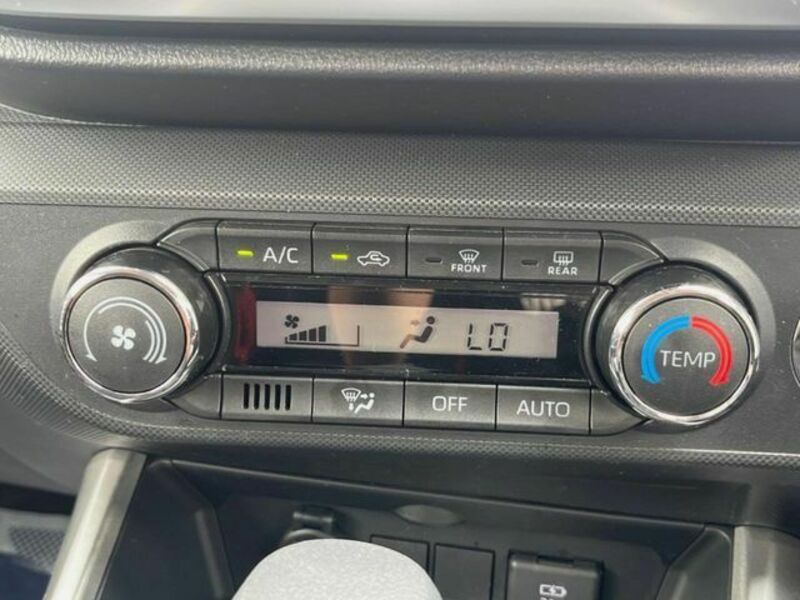 A/C
FRONT
REAR
LO
TEMP
OFF
AUTO